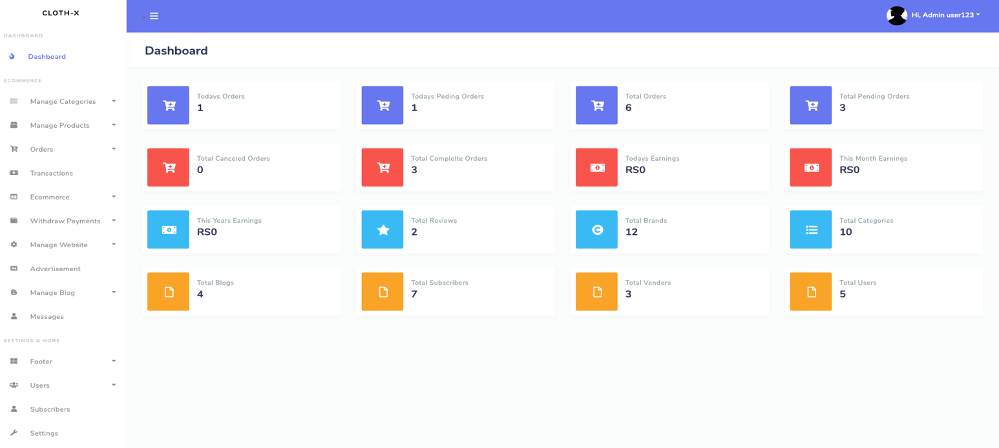 CLOTH-X
DASHBOARD
Dashboard
ECOMMERCE
Manage Categories
Manage Products
Orders
Transactions
Ecommerce
Withdraw Payments
Manage Website
Advertisement
Manage Blog
Messages
SETTINGS & MORE
Footer
Users
Subscribers
Settings
Hi, Admin user123
Dashboard
Todays Orders
1
Todays Peding Orders
1
Total Orders
6
Total Pending Orders
3
Total Canceled Orders
0
Total Complelte Orders
3
Todays Earnings
RS0
This Month Earnings
RS0
This Years Earnings
RS0
Total Reviews
2
Total Brands
12
Total Categories
10
Total Blogs
4
Total Subscribers
7
Total Vendors
3
Total Users
5